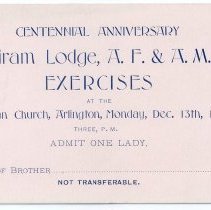 CENTENNIAL ANNIVERSARY
iram Lodge, A. F. & A. M
EXERCISES
AT THE
an Church, Arlington, Monday, Dec. 13th, 1
THREE, P. M.
ADMIT ONE LADY.
OF BROTHER
NOT TRANSFERABLE.